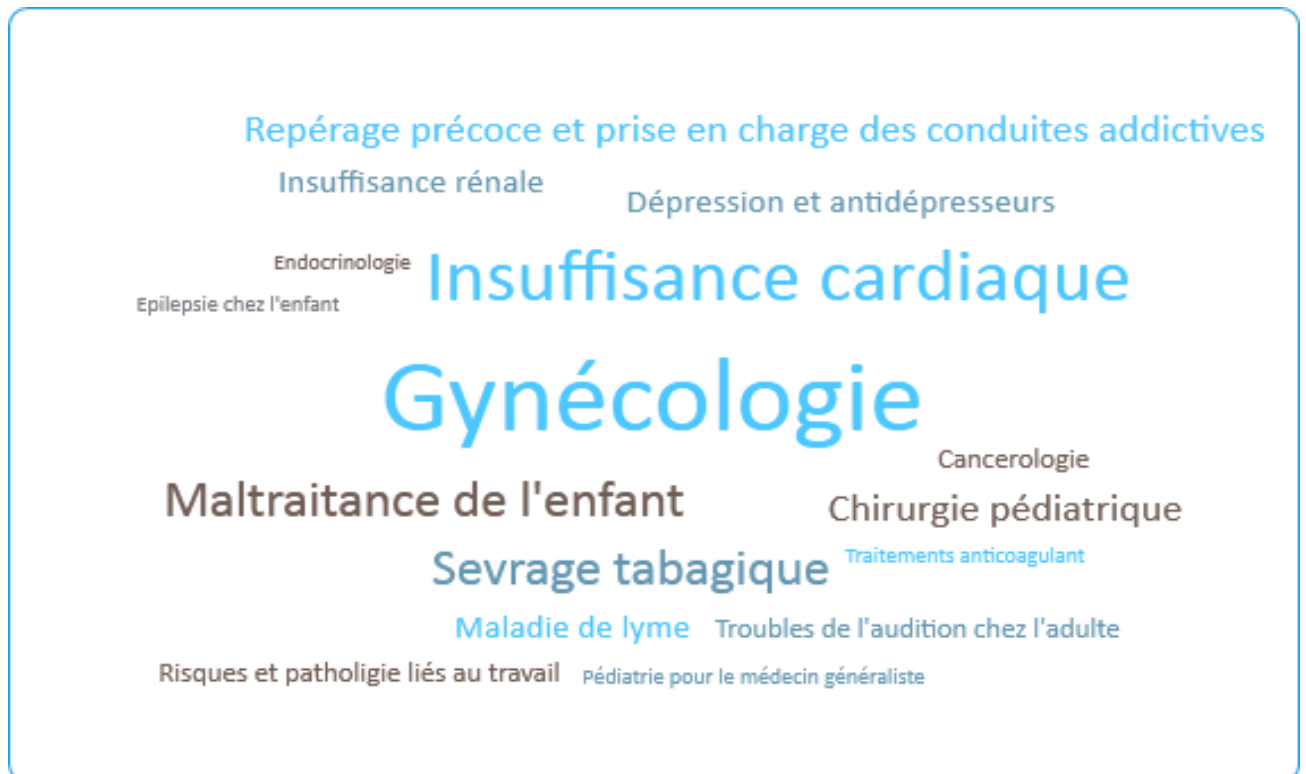 Repérage précoce et prise en charge des conduites addictives
Insuffisance rénale
Dépression et antidépresseurs
Endocrinologie
Insuffisance cardiaque
Epilepsie chez l'enfant
Gynécologie
Cancerologie
Maltraitance de l'enfant
Chirurgie pédiatrique
Sevrage tabagique
Traitements anticoagulant
Maladie de lyme
Troubles de l'audition chez l'adulte
Risques et patholigie liés au travail
Pédiatrie pour le médecin généraliste